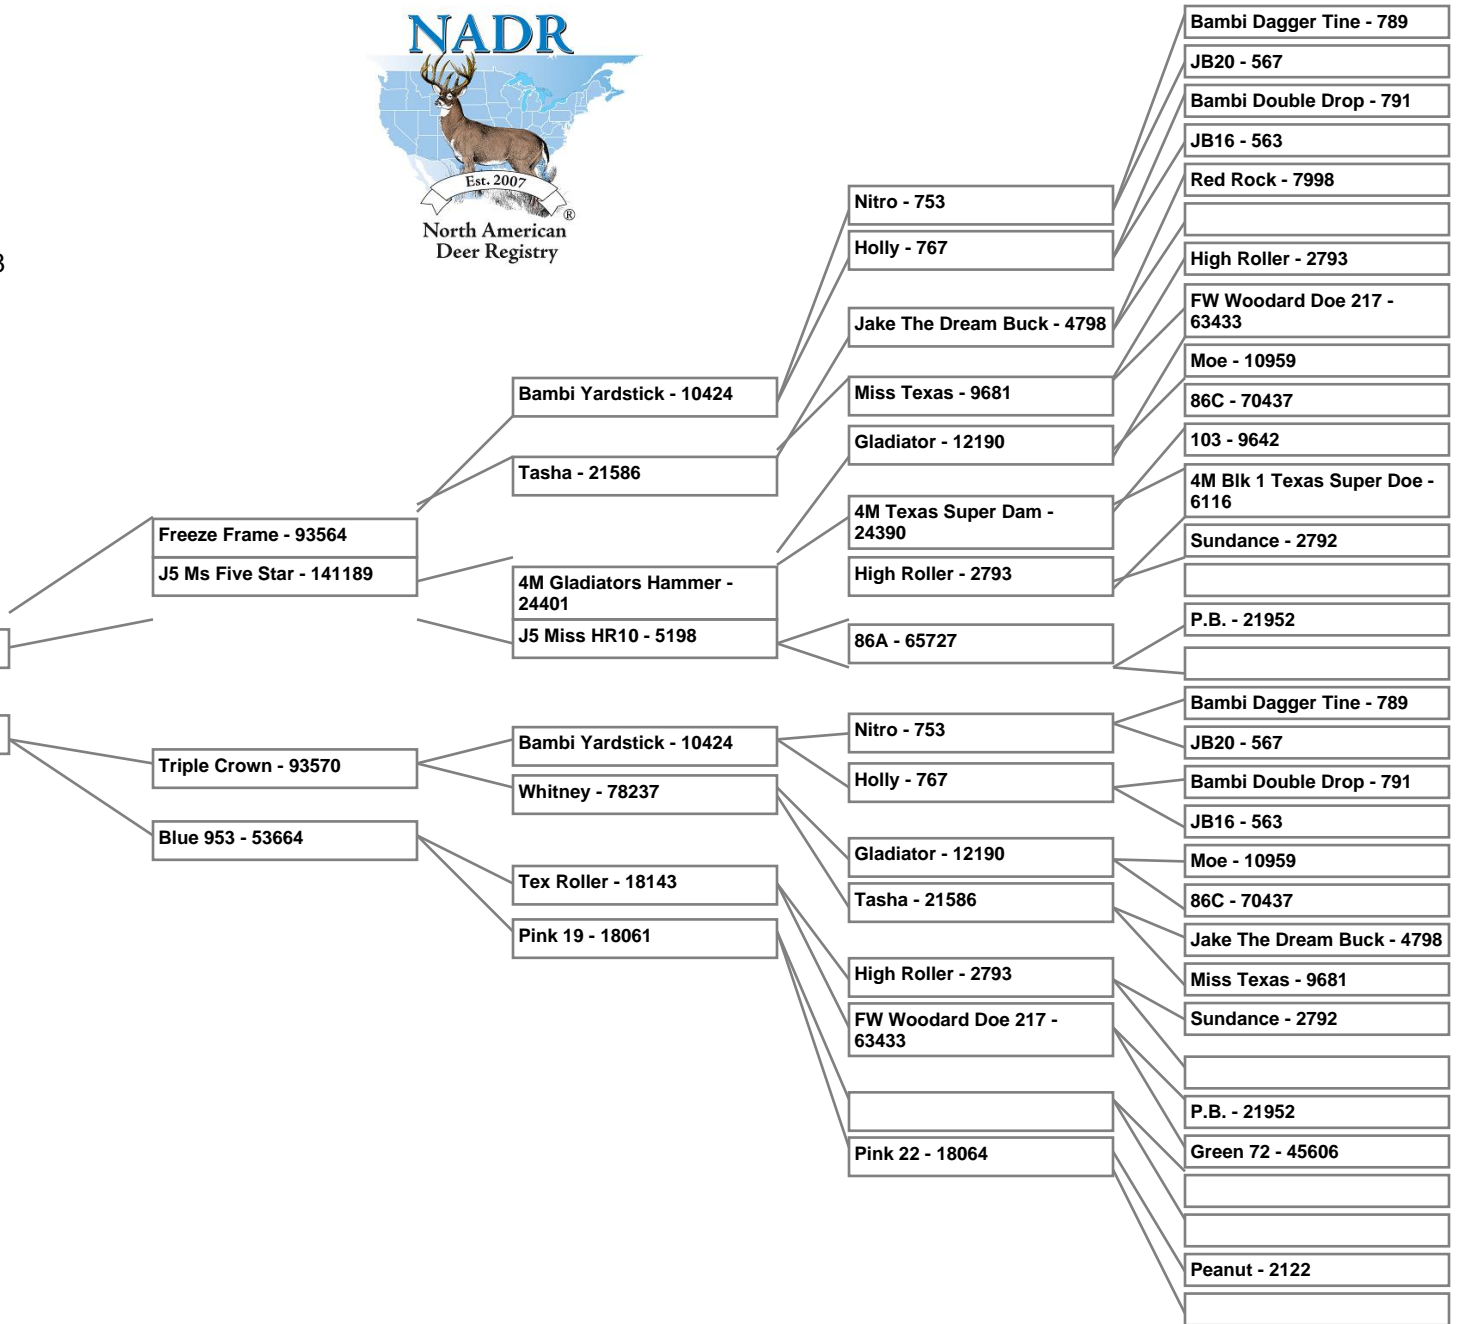 NADR
Est. 2007
®
North American
Deer Registry
3
Freeze Frame - 93564
J5 Ms Five Star - 141189
Triple Crown - 93570
Blue 953 - 53664
Bambi Yardstick - 10424
Tasha - 21586
4M Gladiators Hammer -
24401
J5 Miss HR10 - 5198
Bambi Yardstick - 10424
Whitney - 78237
Tex Roller - 18143
Pink 19 - 18061
Nitro - 753
Holly - 767
Jake The Dream Buck - 4798
Miss Texas - 9681
Gladiator - 12190
4M Texas Super Dam -
24390
High Roller - 2793
86A - 65727
Nitro - 753
Holly - 767
Gladiator - 12190
Tasha - 21586
High Roller - 2793
FW Woodard Doe 217 -
63433
Pink 22 - 18064
Bambi Dagger Tine - 789
JB20 - 567
Bambi Double Drop - 791
JB16 - 563
Red Rock - 7998
High Roller - 2793
FW Woodard Doe 217 -
63433
Moe - 10959
86C - 70437
103 - 9642
4M Blk 1 Texas Super Doe -
6116
Sundance - 2792
P.B. - 21952
Bambi Dagger Tine - 789
JB20 - 567
Bambi Double Drop - 791
JB16 - 563
Moe - 10959
86C - 70437
Jake The Dream Buck - 4798
Miss Texas - 9681
Sundance - 2792
P.B. - 21952
Green 72 - 45606
Peanut - 2122